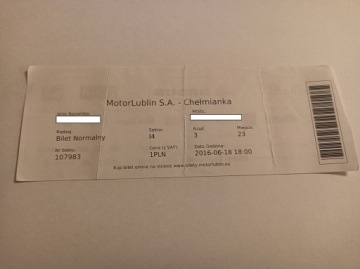 MotorLublin S.A. - Chełmianka
Rodzaj Sektor Rząd Miejsce
Bilet Normalny I4 3 23
Nr biletu Cena (z VAT) Data Godzina
107983 1PLN 2016-06-18 18:00
Kup bilet online na stronie www.bilety.motorlublin.eu